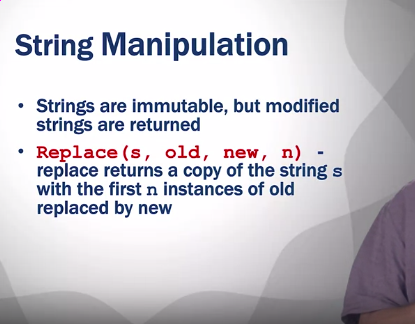 String Manipulation
• Strings are immutable, but modified
strings are returned
• Replace(s, old, new, n) -
replace returns a copy of the string s
with the first n instances of old
replaced by new